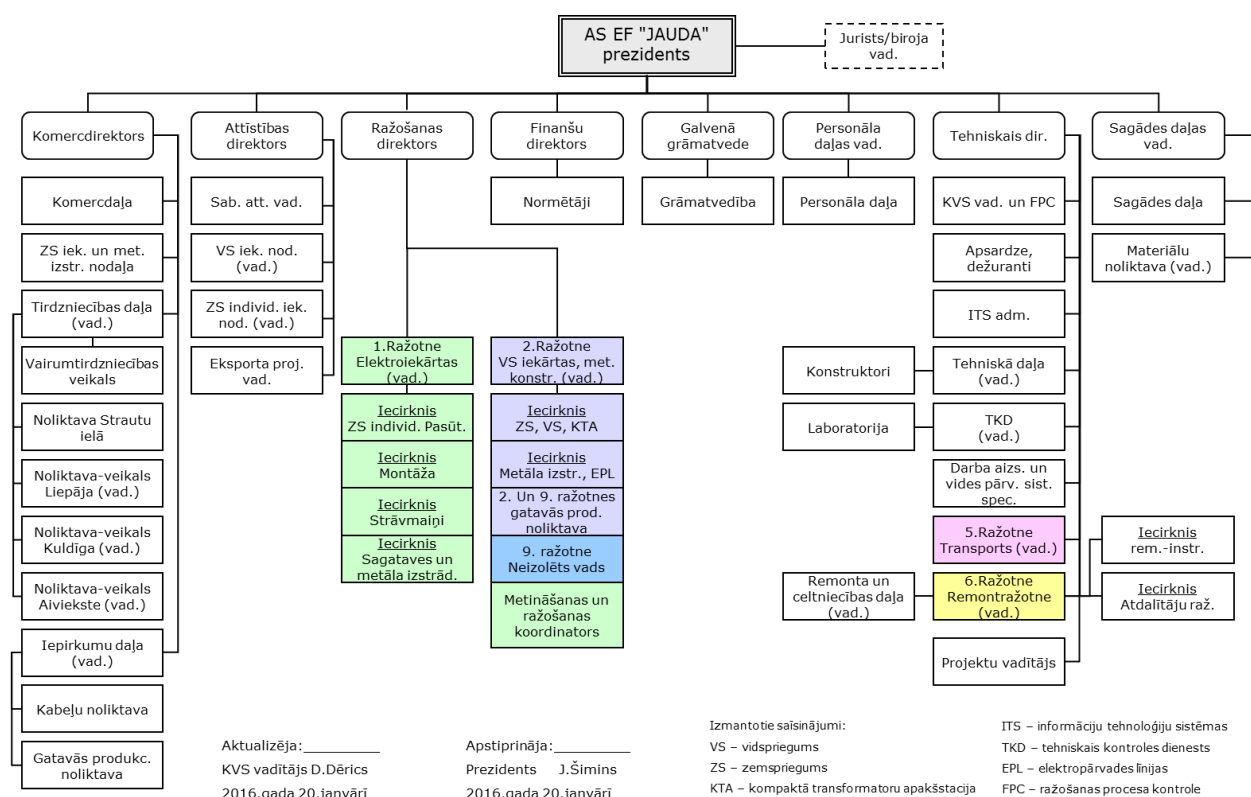 AS EF "JAUDA"
prezidents
Jurists/biroja
vad.
Komercdirektors
Attīstības
direktors
Ražošanas
direktors
Finanšu
direktors
Galvenā
grāmatvede
Personāla
daļas vad.
Tehniskais dir.
Sagādes daļas
vad.
Komercdaļa
ZS iek. un met.
izstr. nodaļa
Tirdzniecības daļa
(vad.)
Vairumtirdzniecības
veikals
Noliktava Strautu
ielā
Noliktava-veikals
Liepāja (vad.)
Noliktava-veikals
Kuldīga (vad.)
Noliktava-veikals
Aiviekste (vad.)
Iepirkumu daļa
(vad.)
Kabeļu noliktava
Gatavās produkc.
noliktava
Sab. att. vad.
VS iek. nod.
(vad.)
ZS individ. iek.
nod. (vad.)
Eksporta proj.
vad.
1.Ražotne
Elektroiekārtas
(vad.)
Iecirknis
ZS individ. Pasūt.
Iecirknis
Montāža
Iecirknis
Strāvmaiņi
Iecirknis
Sagataves un
metāla izstrād.
Normētāji
2.Ražotne
VS iekārtas, met.
konstr. (vad.)
Iecirknis
ZS, VS, KTA
Iecirknis
Metāla izstr., EPL
2. Un 9. ražotnes
gatavās prod.
noliktava
9. ražotne
Neizolēts vads
Metināšanas un
ražošanas
koordinators
Grāmatvedība
Personāla daļa
KVS vad. un FPC
Apsardze,
dežuranti
ITS adm.
Konstruktori
Tehniskā daļa
(vad.)
Laboratorija
TKD
(vad.)
Darba aizs. un
vides pārv. sist.
spec.
5.Ražotne
Transports (vad.)
Remonta un
celtniecības daļa
(vad.)
6.Ražotne
Remontražotne
(vad.)
Iecirknis
rem.-instr.
Iecirknis
Atdalītāju raž.
Projektu vadītājs
Sagādes daļa
Materiālu
noliktava (vad.)
Aktualizēja:_________
KVS vadītājs D.Dērics
2016.gada 20.janvārī
Apstiprināja:_________
Prezidents J.Šimins
2016.gada 20.janvārī
Izmantotie saīsinājumi:
VS – vidspriegums
ZS – zemspriegums
KTA – kompaktā transformatoru apakšstacija
ITS – informāciju tehnoloģiju sistēmas
TKD – tehniskais kontroles dienests
EPL – elektropārvades līnijas
FPC – ražošanas procesa kontrole